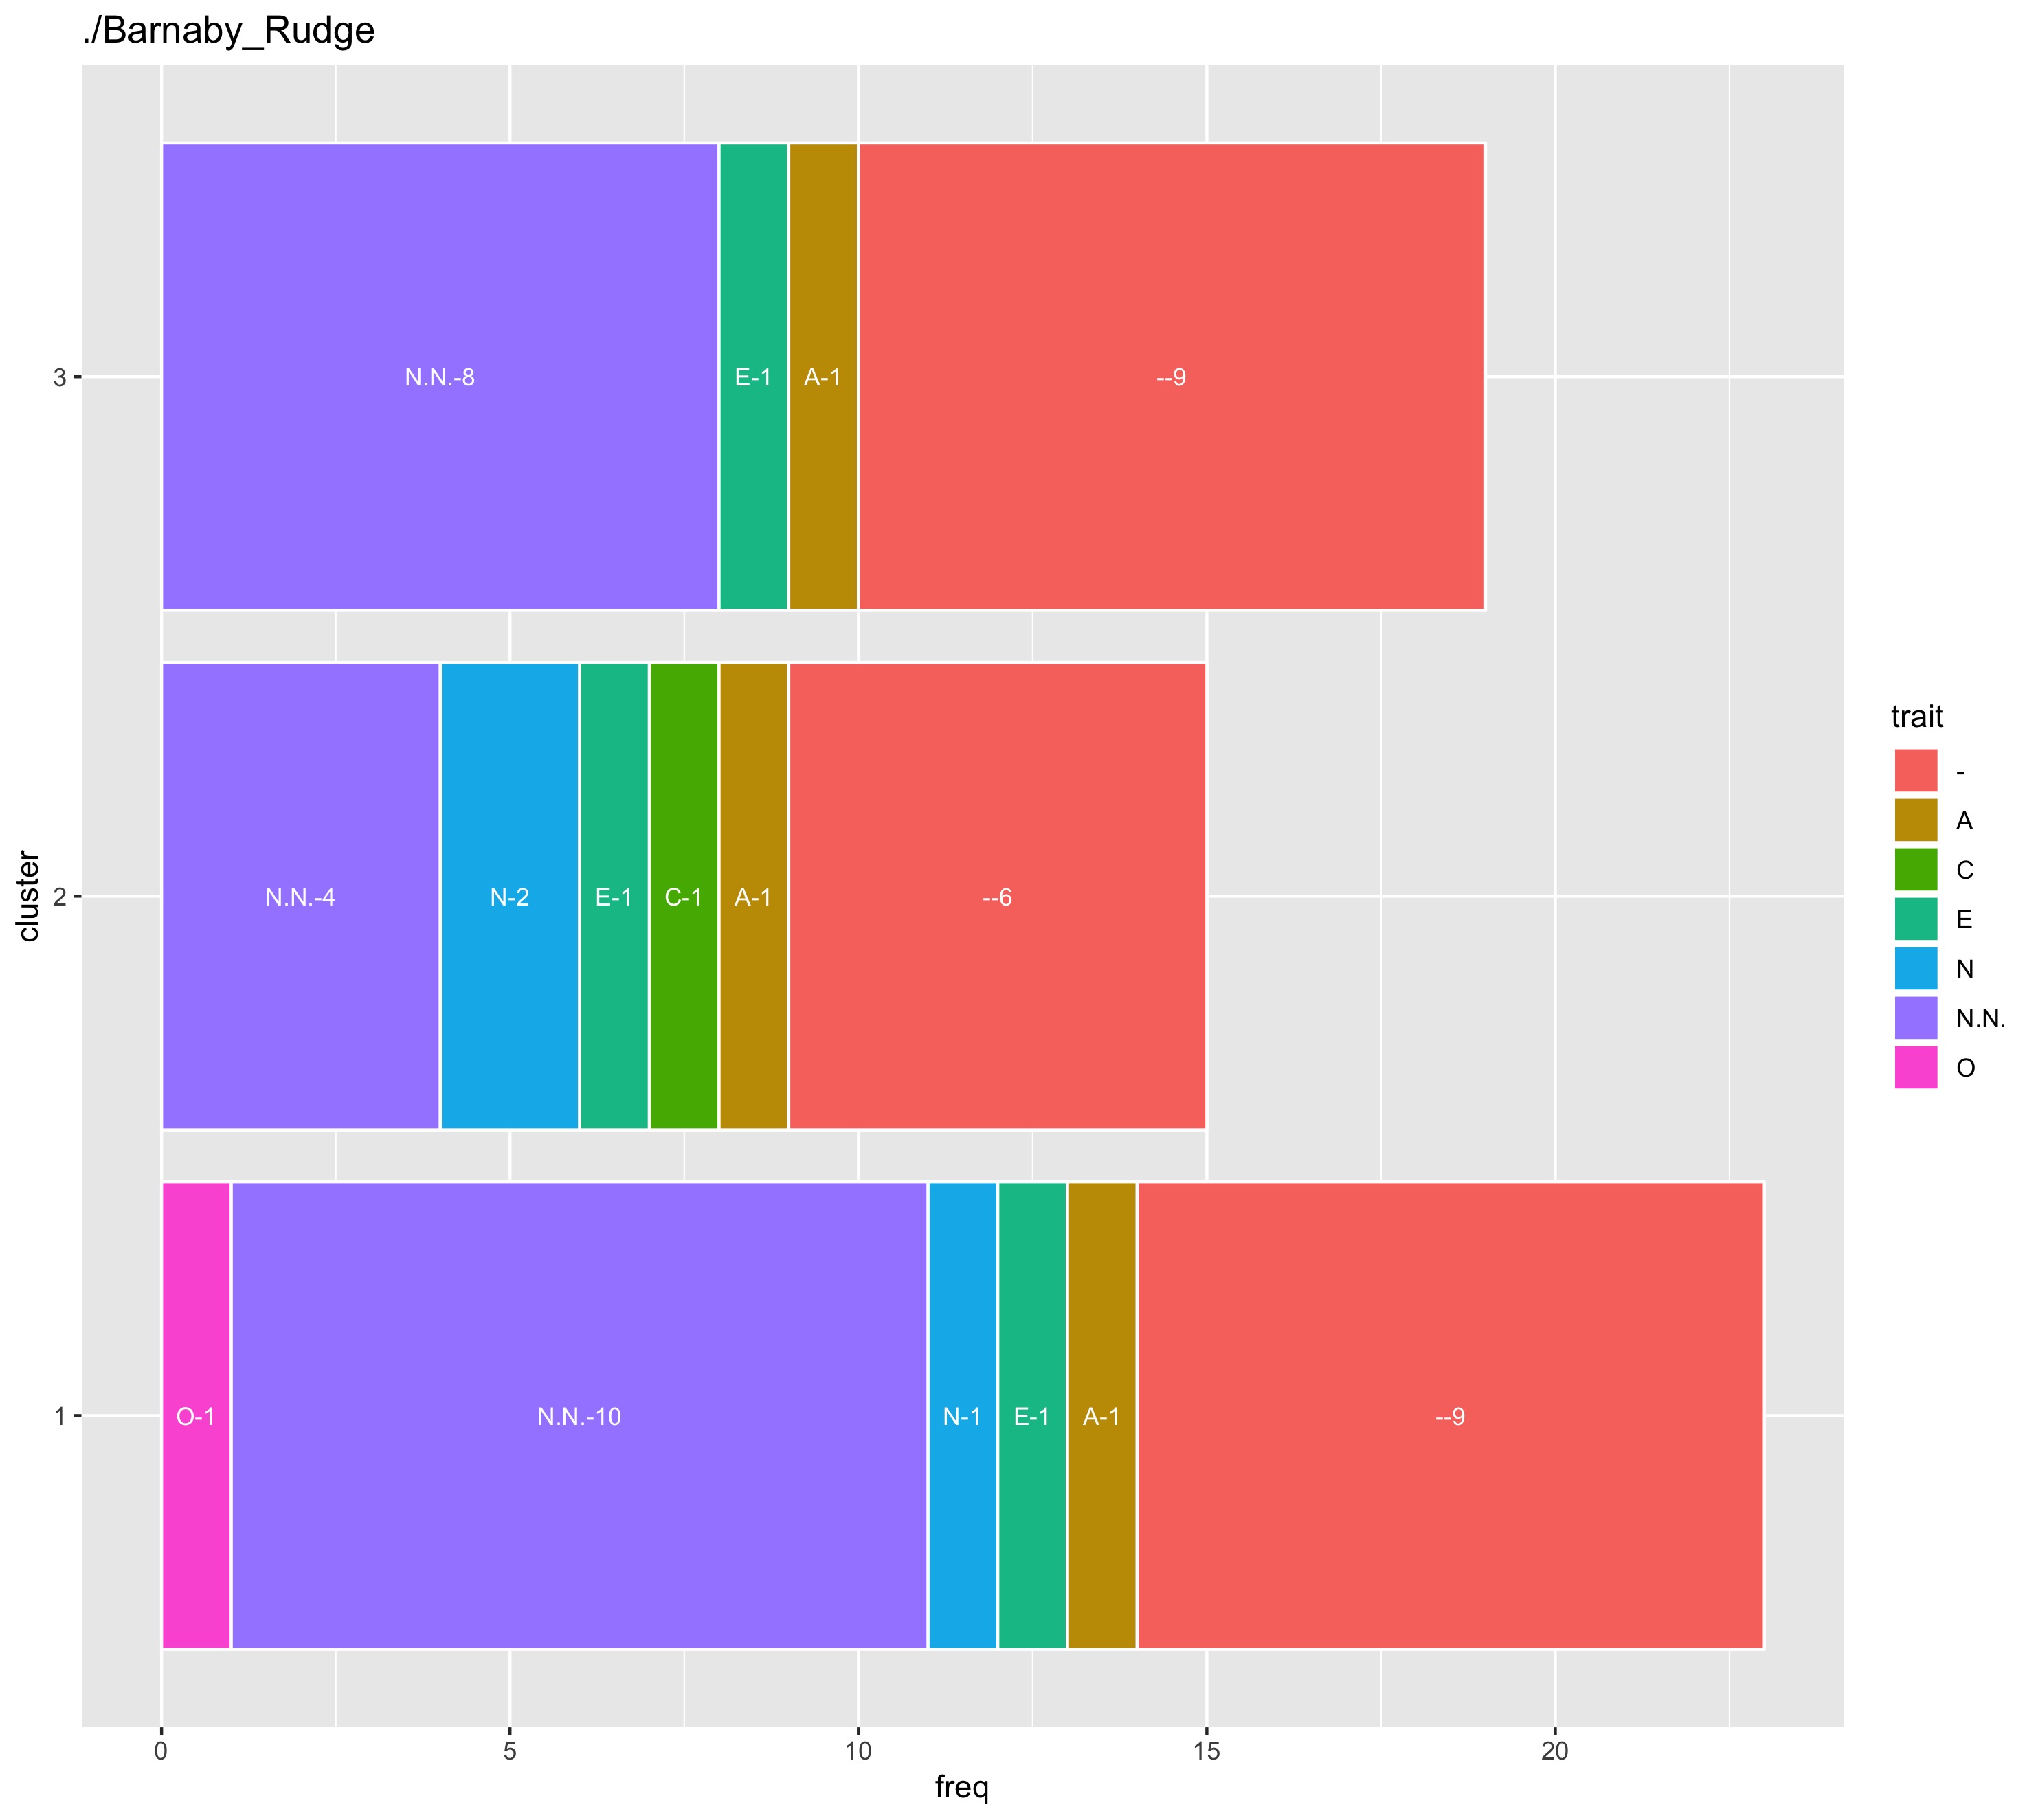 ./Barnaby_Rudge
3
N.N.-8 E-1 A-1 --9
cluster
2
N.N.-4 N-2 E-1 C-1 A-1 --6
1
O-1 N.N.-10 N-1 E-1 A-1 --9
0 5 10 15 20
freq
trait
-
A
C
E
N
N.N.
O